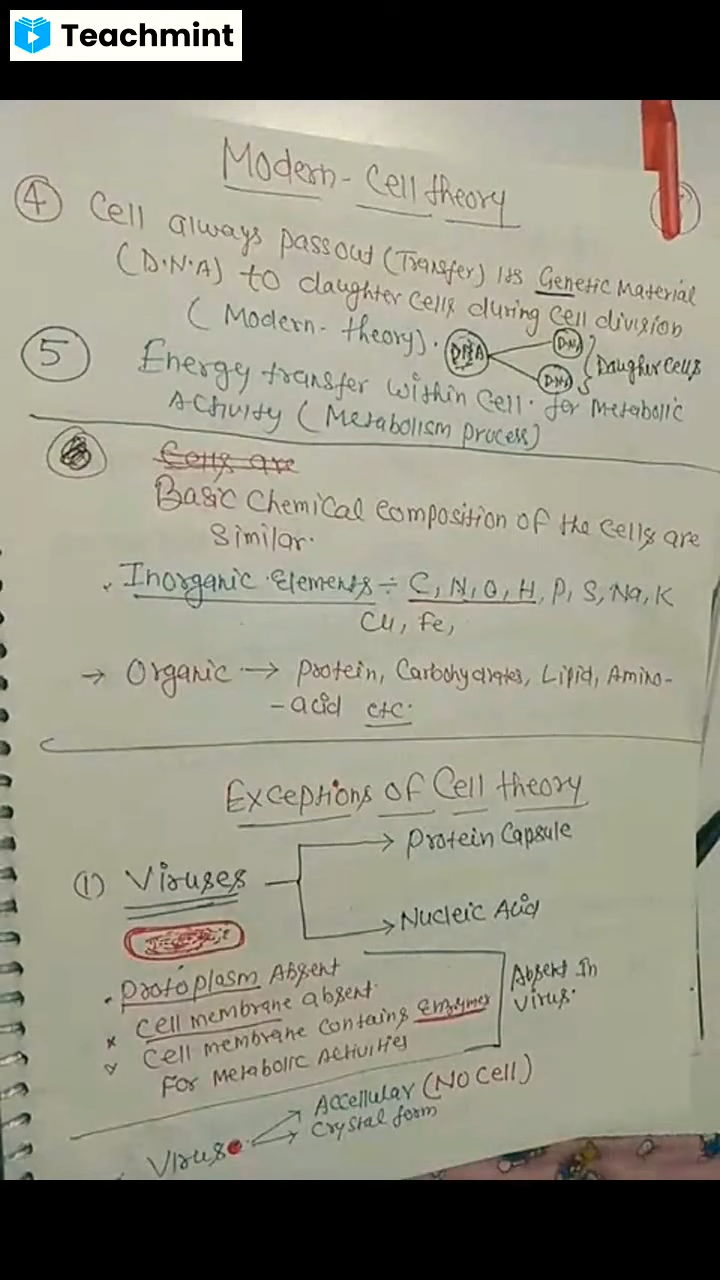 Teachmint
Modern-Cell theory
④ Cell always passout (Transfer) Its Genetic Material
(D.N.A) to daughter cells during cell division
(Modern-theory).
DNA
DNA
DNA
Daugher cells
⑤ Energy transfer within cell. for Metabolic
Activity (Metabolism process)
Cells are
Basic Chemical composition of the cells are
Similar.
Inorganic Elements ÷ C, N, O, H, P, S, Na, K
Cu, Fe,
→ Organic → Protein, Carbohydrates, Lipid, Amino-
-acid etc.
Exceptions of Cell theory
① Viruses
Protein Capsule
Nucleic Acid
. Protoplasm Absent
x Cell membrane absent.
x Cell membrane contains Enzymes
For Metabolic Activities
Absent in
virus.
Virus
Accellular (No cell)
Crystal form